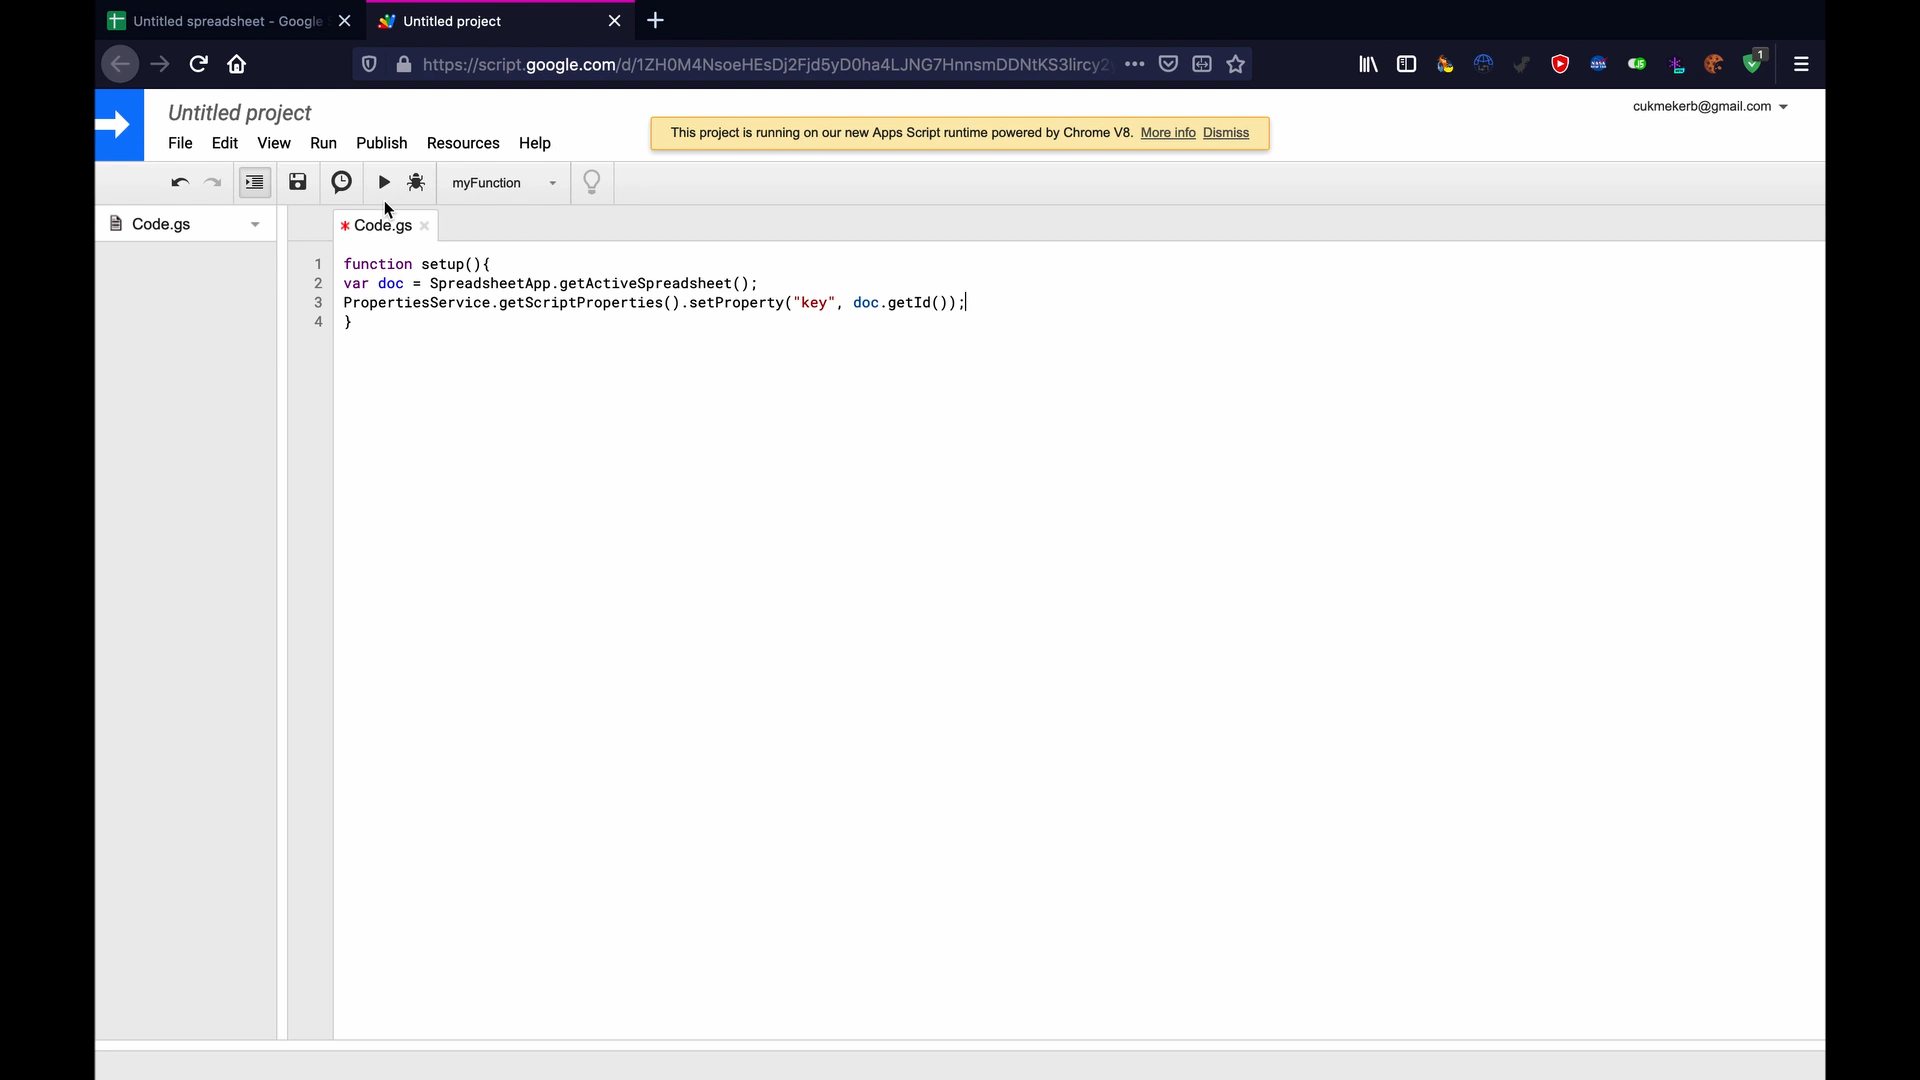 Untitled spreadsheet - Google
Untitled project
https://script.google.com/d/1ZH0M4NsoeHEsDj2Fjd5yD0ha4LJNG7HnnsmDDNtKS3lircy2
JS
NASA
1
Untitled project
cukmekerb@gmail.com
This project is running on our new Apps Script runtime powered by Chrome V8. More info Dismiss
File Edit View Run Publish Resources Help
myFunction
Code.gs
* Code.gs
1 function setup(){
2 var doc = SpreadsheetApp.getActiveSpreadsheet();
3 PropertiesService.getScriptProperties().setProperty("key", doc.getId());
4 }